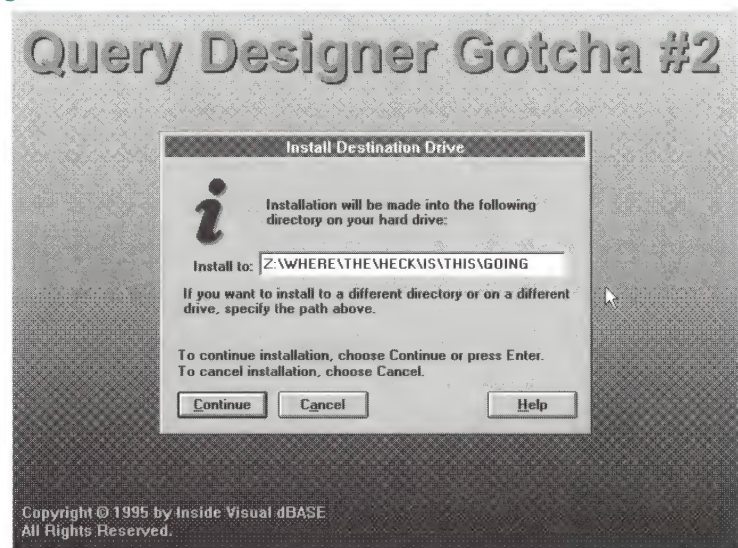 Query Designer Gotcha #2
Install Destination Drive
i
Installation will be made into the following
directory on your hard drive:
Install to: Z:\WHERE\THE\HECK\IS\THIS\GOING
If you want to install to a different directory or on a different
drive, specify the path above.
To continue installation, choose Continue or press Enter.
To cancel installation, choose Cancel.
Continue Cancel Help
Copyright © 1995 by Inside Visual dBASE
All Rights Reserved.